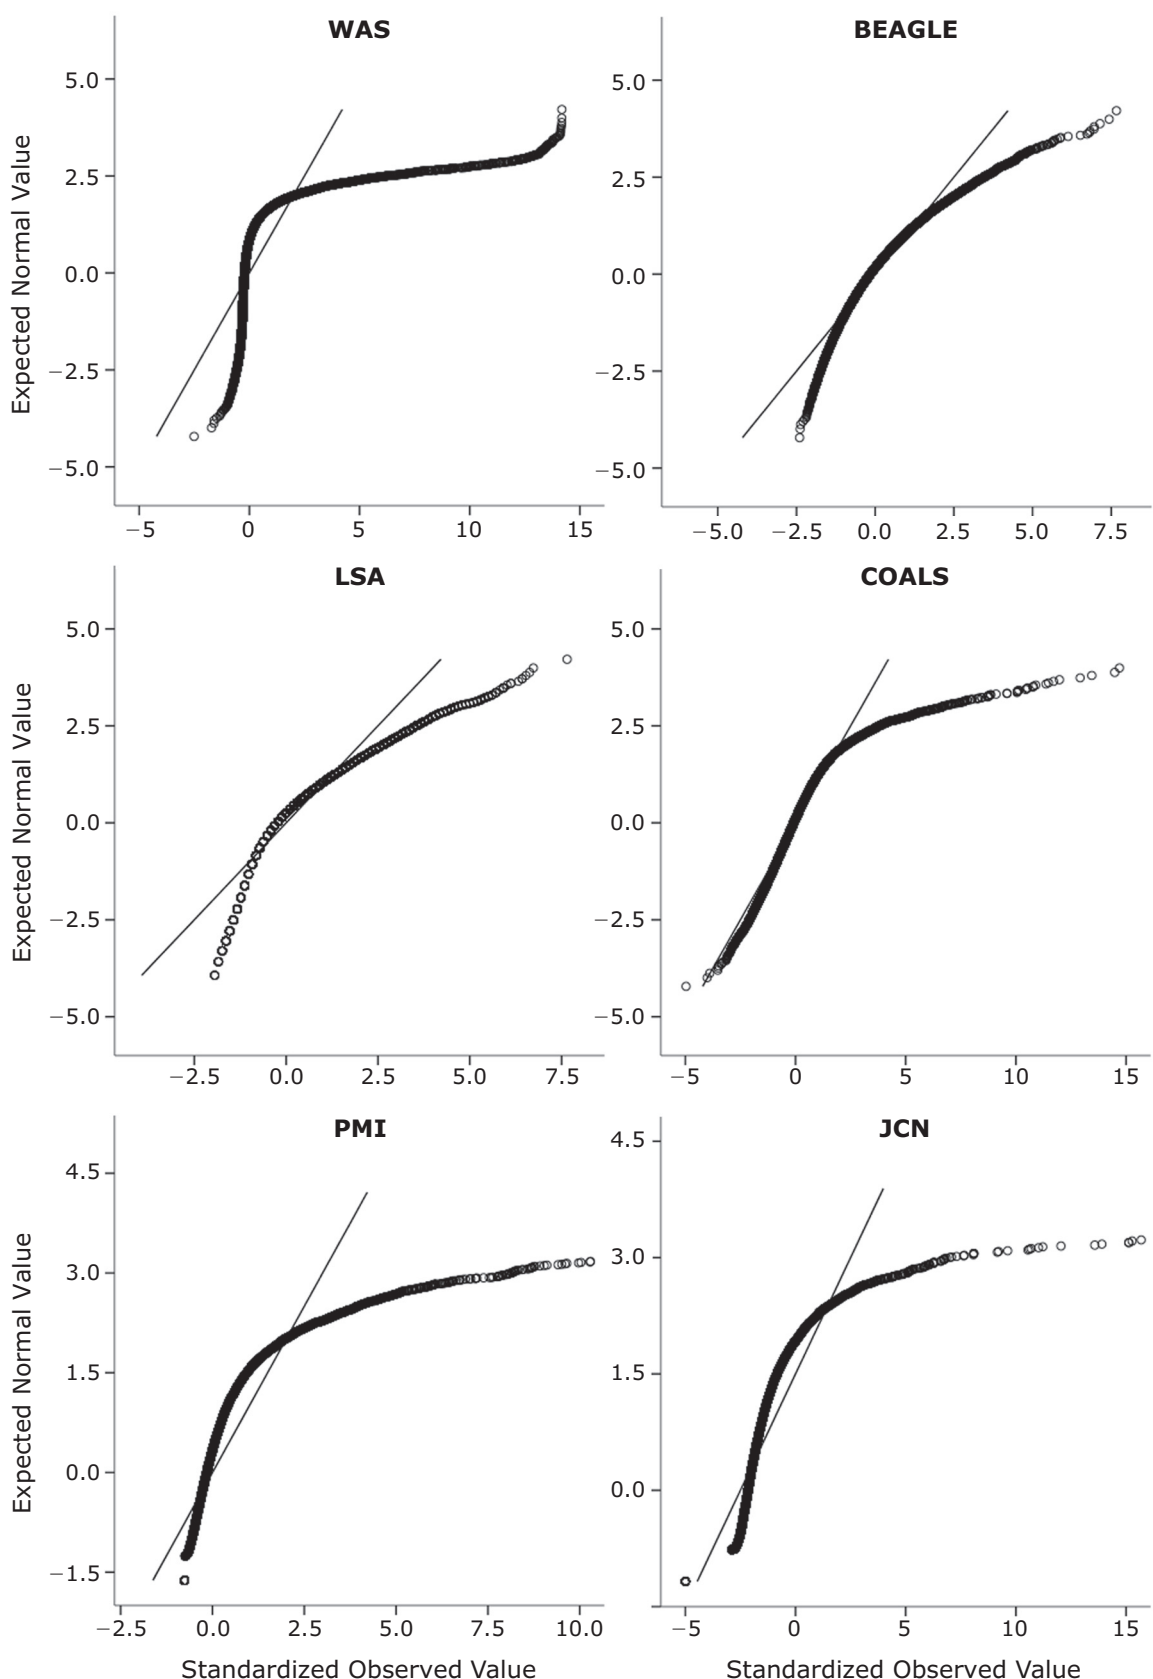 WAS
BEAGLE
5.0
2.5
0.0
−2.5
−5.0
Expected Normal Value
−5 0 5 10 15
5.0
2.5
0.0
−2.5
−5.0
−5.0 −2.5 0.0 2.5 5.0 7.5
LSA
COALS
5.0
2.5
0.0
−2.5
−5.0
Expected Normal Value
−2.5 0.0 2.5 5.0 7.5
5.0
2.5
0.0
−2.5
−5.0
−5 0 5 10 15
PMI
JCN
4.5
3.0
1.5
0.0
−1.5
Expected Normal Value
−2.5 0.0 2.5 5.0 7.5 10.0
Standardized Observed Value
4.5
3.0
1.5
0.0
−5 0 5 10 15
Standardized Observed Value